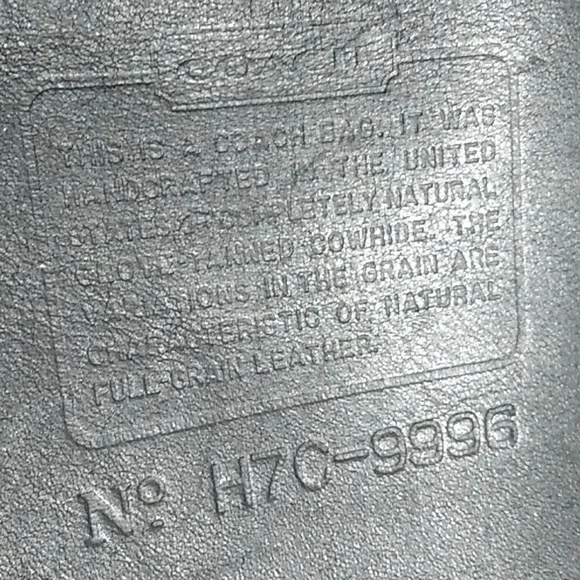 COACH
THIS IS A COACH BAG. IT WAS
HANDCRAFTED IN THE UNITED
STATES OF COMPLETELY NATURAL
GLOVE TANNED COWHIDE. THE
VARIATIONS IN THE GRAIN ARE
CHARACTERISTIC OF NATURAL
FULL GRAIN LEATHER.
Nº H7C-9996